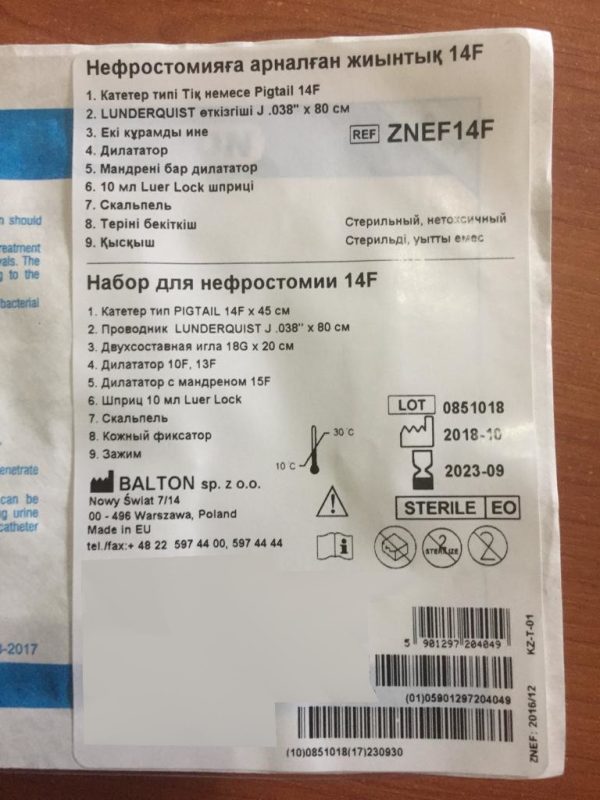 Нефростомияға арналған жиынтық 14F
1. Катетер типі Тік немесе Pigtail 14F
2. LUNDERQUIST өткізгіші J .038" x 80 см
3. Екі құрамды ине
REF ZNEF14F
4. Дилататор
5. Мандрені бар дилататор
6. 10 мл Luer Lock шприці
7. Скальпель
8. Теріні бекіткіш
Стерильный, нетоксичный
9. Қысқыш
Стерильді, уытты емес
Набор для нефростомии 14F
1. Катетер тип PIGTAIL 14F x 45 см
2. Проводник LUNDERQUIST J .038" x 80 см
3. Двухсоставная игла 18G x 20 см
4. Дилататор 10F, 13F
5. Дилататор с мандреном 15F
6. Шприц 10 мл Luer Lock
7. Скальпель
8. Кожный фиксатор
9. Зажим
LOT 0851018
2018-10
30°C
10°C
2023-09
BALTON sp. z o.o.
Nowy Świat 7/14
00 - 496 Warszawa, Poland
Made in EU
tel./fax:+ 48 22 597 44 00, 597 44 44
STERILE EO
2 STERILIZE
2
5 901297 204049
(01)05901297204049
(10)0851018(17)230930
KZ-T-01
ZNEF: 2016/12
should
reatment
vals. The
g to the
bacterial
enetrate
can be
g urine
catheter
-2017